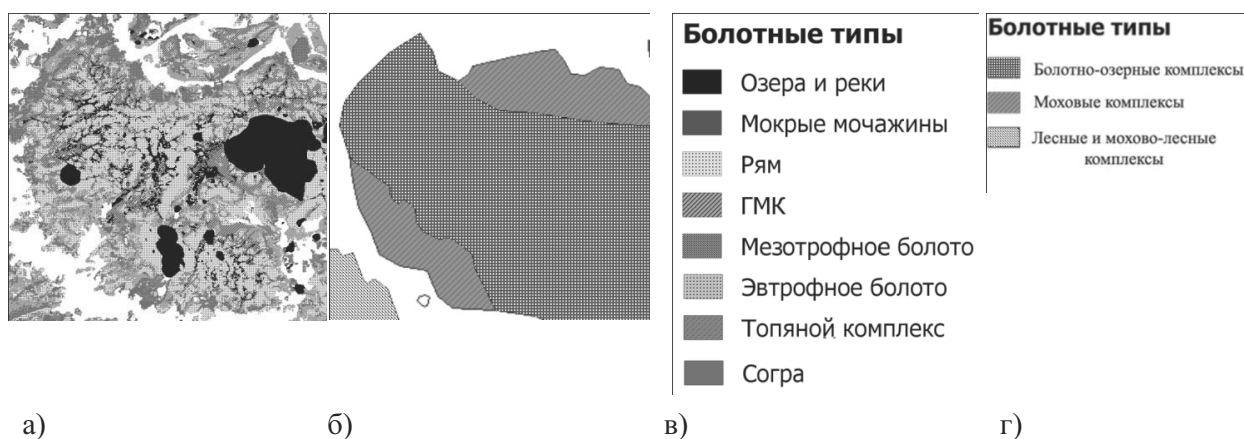 Болотные типы
Озера и реки
Мокрые мочажины
Рям
ГМК
Мезотрофное болото
Эвтрофное болото
Топяной комплекс
Согра
Болотные типы
Болотно-озерные комплексы
Моховые комплексы
Лесные и мохово-лесные
комплексы
а) б) в) г)